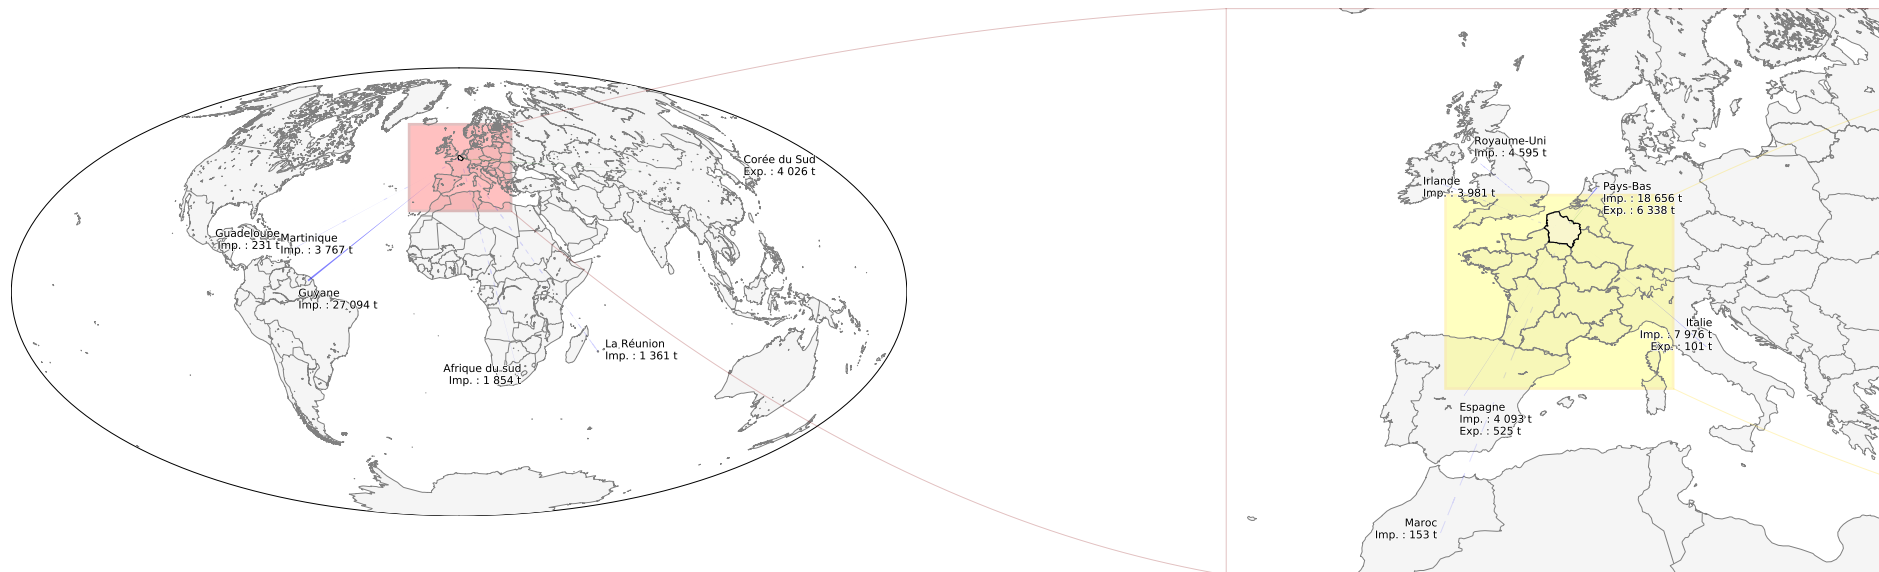 Corée du Sud
Exp. : 4 026 t
Guadeloupe
Imp. : 231 t
Martinique
Imp. : 3 767 t
Guyane
Imp. : 27 094 t
La Réunion
Imp. : 1 361 t
Afrique du sud
Imp. : 1 854 t
Royaume-Uni
Imp. : 4 595 t
Irlande
Imp. : 3 981 t
Pays-Bas
Imp. : 18 656 t
Exp. : 6 338 t
Italie
Imp. : 7 976 t
Exp. : 101 t
Espagne
Imp. : 4 093 t
Exp. : 525 t
Maroc
Imp. : 153 t